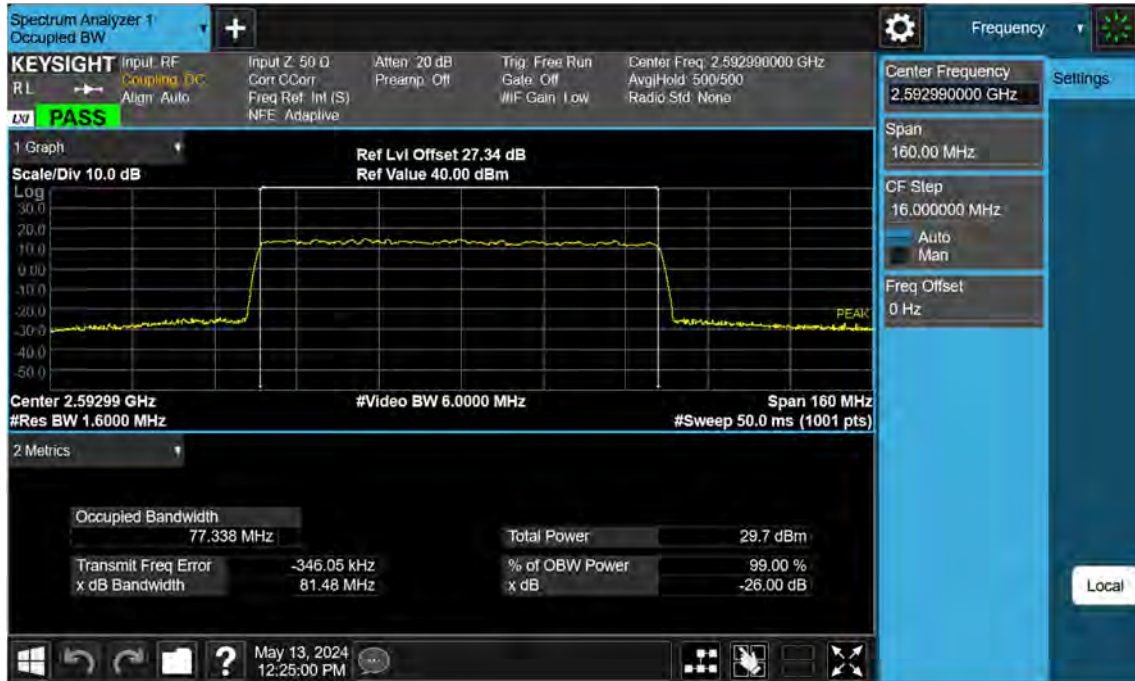 Spectrum Analyzer 1
Occupied BW
Frequency
KEYSIGHT
R L
LXI PASS
Input: RF
Coupling: DC
Align: Auto
Input Z: 50 Ω
Corr CCorr
Freq Ref: Int (S)
NFE: Adaptive
Atten: 20 dB
Preamp: Off
Trig: Free Run
Gate: Off
#IF Gain: Low
Center Freq: 2.592990000 GHz
Avg|Hold: 500/500
Radio Std: None
Center Frequency
2.592990000 GHz
Settings
Span
160.00 MHz
CF Step
16.000000 MHz
Auto
Man
Freq Offset
0 Hz
Local
1 Graph
Scale/Div 10.0 dB
Ref Lvl Offset 27.34 dB
Ref Value 40.00 dBm
Log
30.0
20.0
10.0
0.00
-10.0
-20.0
-30.0
-40.0
-50.0
PEAK
Center 2.59299 GHz
#Video BW 6.0000 MHz
Span 160 MHz
#Res BW 1.6000 MHz
#Sweep 50.0 ms (1001 pts)
2 Metrics
Occupied Bandwidth
77.338 MHz
Total Power 29.7 dBm
Transmit Freq Error -346.05 kHz
% of OBW Power 99.00 %
x dB Bandwidth 81.48 MHz
x dB -26.00 dB
May 13, 2024
12:25:00 PM